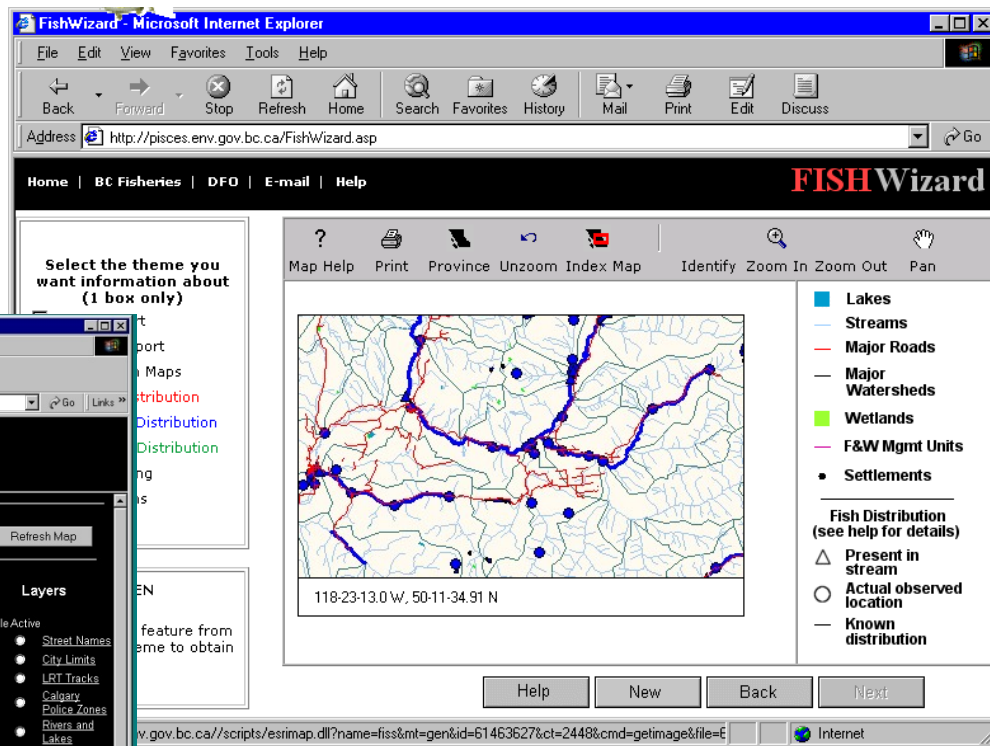 FishWizard - Microsoft Internet Explorer
File Edit View Favorites Tools Help
Back Forward Stop Refresh Home Search Favorites History Mail Print Edit Discuss
Address http://pisces.env.gov.bc.ca/FishWizard.asp Go
Home | BC Fisheries | DFO | E-mail | Help
FISHWizard
Select the theme you
want information about
(1 box only)
Maps
Distribution
Distribution
Map Help Print Province Unzoom Index Map Identify Zoom In Zoom Out Pan
118-23-13.0 W, 50-11-34.91 N
Lakes
Streams
Major Roads
Major
Watersheds
Wetlands
F&W Mgmt Units
Settlements
Fish Distribution
(see help for details)
Present in
stream
Actual observed
location
Known
distribution
feature from
to obtain
Help New Back Next
Go Links »
Refresh Map
Layers
Active
Street Names
City Limits
LRT Tracks
Calgary
Police Zones
Rivers and
Lakes
v.gov.bc.ca//scripts/esrimap.dll?name=fiss&mt=gen&id=61463627&ct=2448&cmd=getimage&file=E
Internet